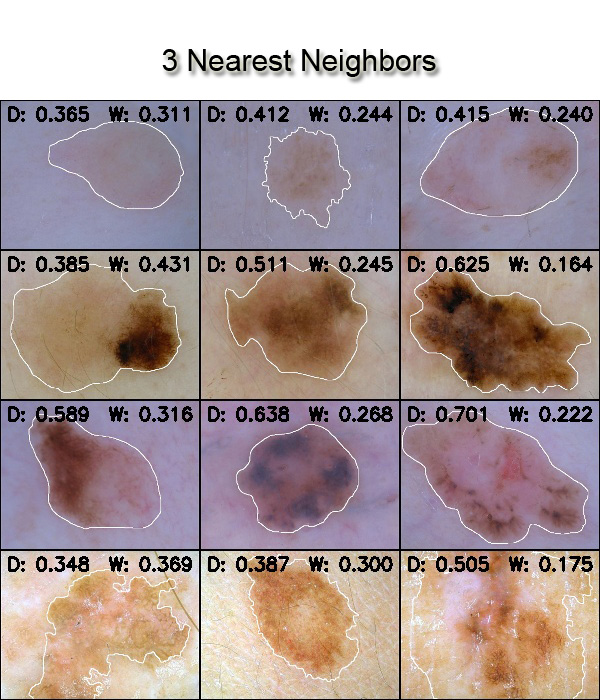 3 Nearest Neighbors
D: 0.365 W: 0.311 D: 0.412 W: 0.244 D: 0.415 W: 0.240
D: 0.385 W: 0.431 D: 0.511 W: 0.245 D: 0.625 W: 0.164
D: 0.589 W: 0.316 D: 0.638 W: 0.268 D: 0.701 W: 0.222
D: 0.348 W: 0.369 D: 0.387 W: 0.300 D: 0.505 W: 0.175